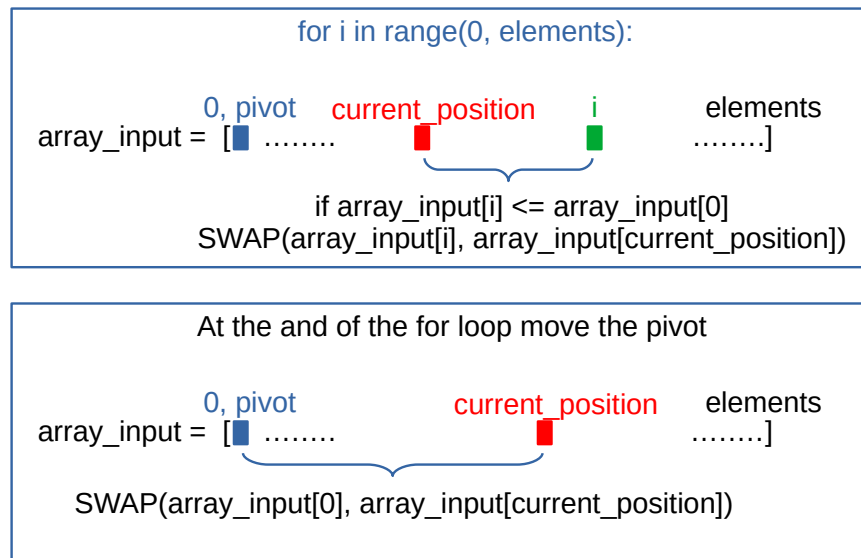 for i in range(0, elements):
0, pivot current_position i elements
array_input = [ ........ ........]
if array_input[i] <= array_input[0]
SWAP(array_input[i], array_input[current_position])
At the and of the for loop move the pivot
0, pivot current_position elements
array_input = [ ........ ........]
SWAP(array_input[0], array_input[current_position])